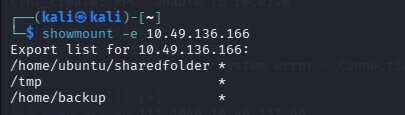 ┌──(kali㉿kali)-[~]
└─$ showmount -e 10.49.136.166
Export list for 10.49.136.166:
/home/ubuntu/sharedfolder *
/tmp                      *
/home/backup              *